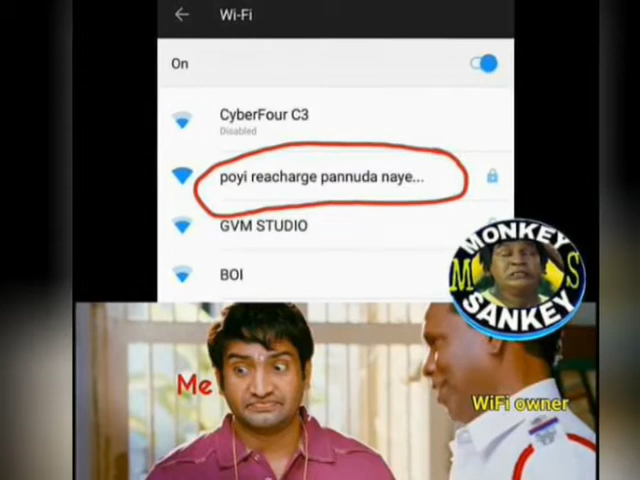 Wi-Fi
On
CyberFour C3
Disabled
poyi reacharge pannuda naye...
GVM STUDIO
BOI
MONKEY
M S
SANKEY
Me
WiFi owner